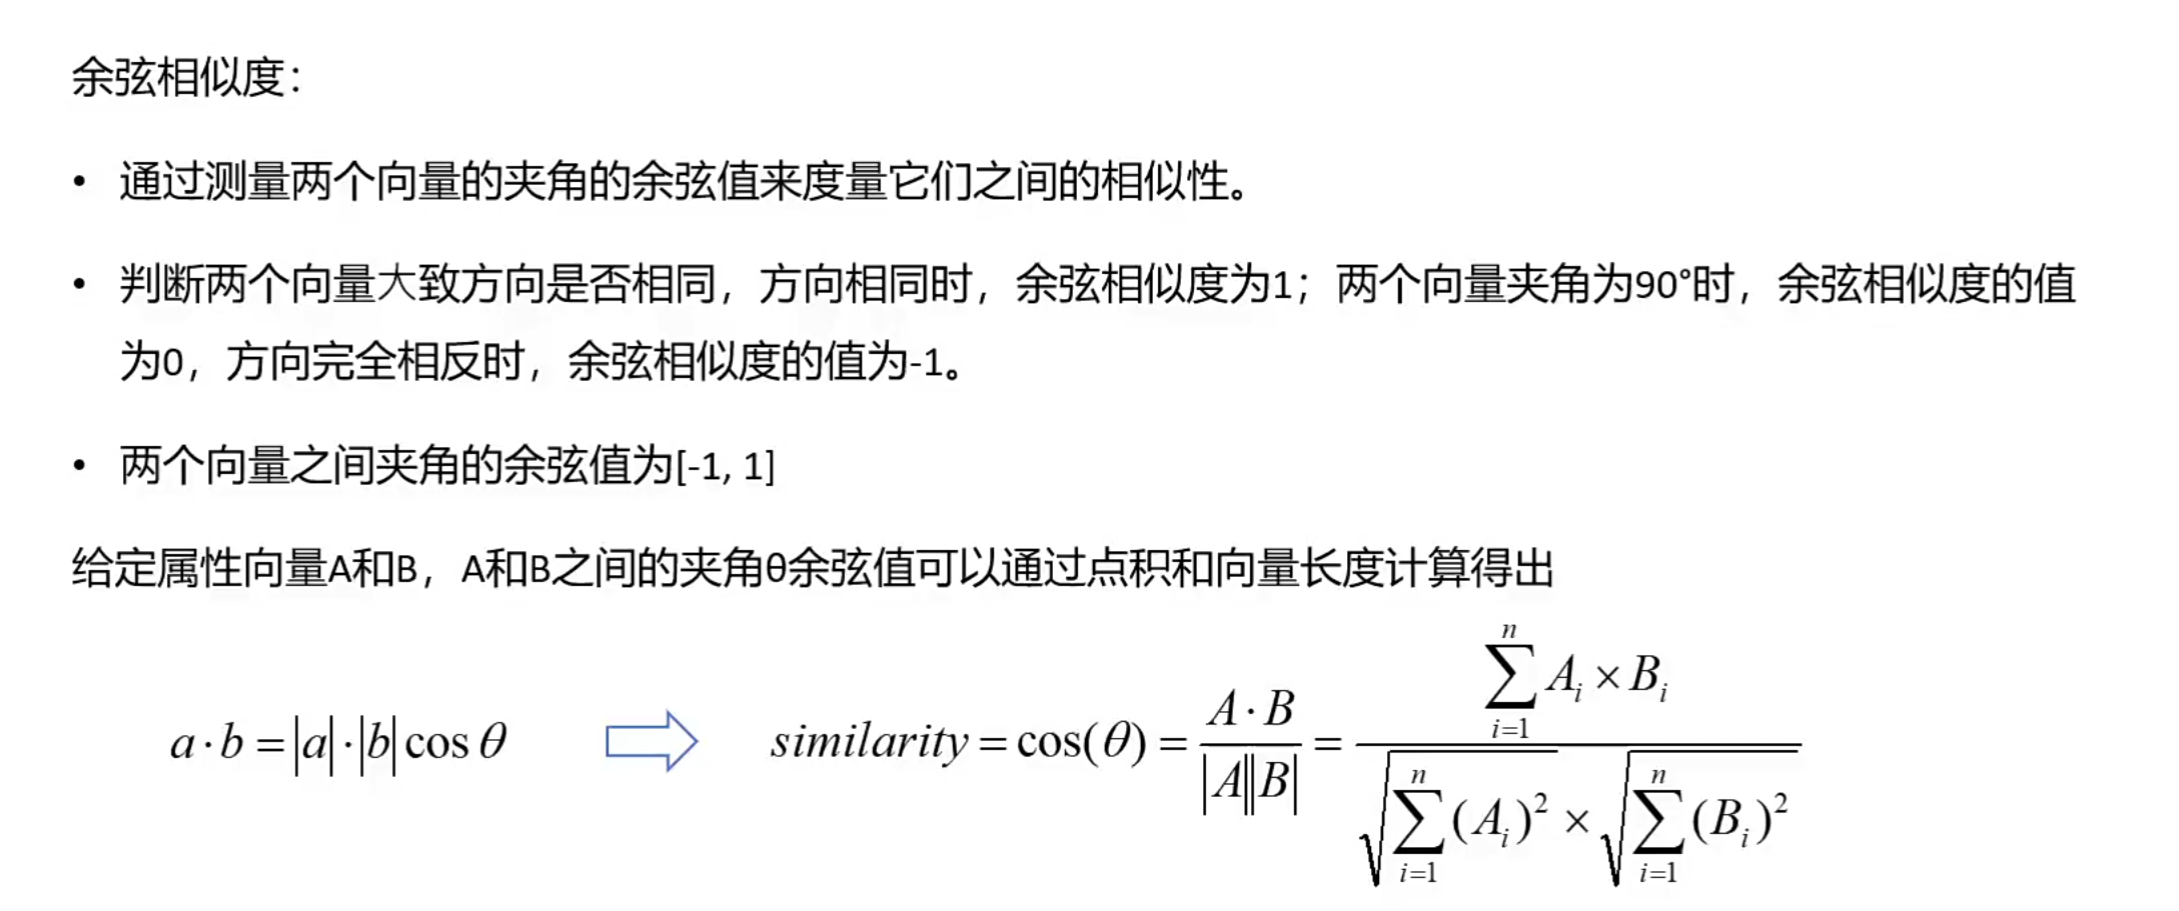 余弦相似度：
• 通过测量两个向量的夹角的余弦值来度量它们之间的相似性。
• 判断两个向量大致方向是否相同，方向相同时，余弦相似度为1；两个向量夹角为90°时，余弦相似度的值
为0，方向完全相反时，余弦相似度的值为-1。
• 两个向量之间夹角的余弦值为[-1, 1]
给定属性向量A和B，A和B之间的夹角θ余弦值可以通过点积和向量长度计算得出
$a \cdot b = |a| \cdot |b| \cos\theta$
$similarity = \cos(\theta) = \frac{A \cdot B}{|A||B|} = \frac{\sum_{i=1}^{n} A_i \times B_i}{\sqrt{\sum_{i=1}^{n} (A_i)^2} \times \sqrt{\sum_{i=1}^{n} (B_i)^2}}$